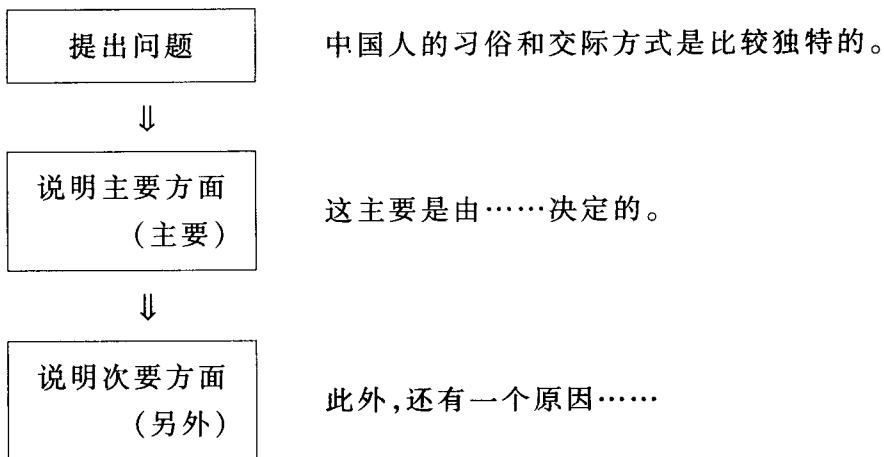 提出问题
中国人的习俗和交际方式是比较独特的。
⇓
说明主要方面
(主要)
这主要是由……决定的。
⇓
说明次要方面
(另外)
此外,还有一个原因……